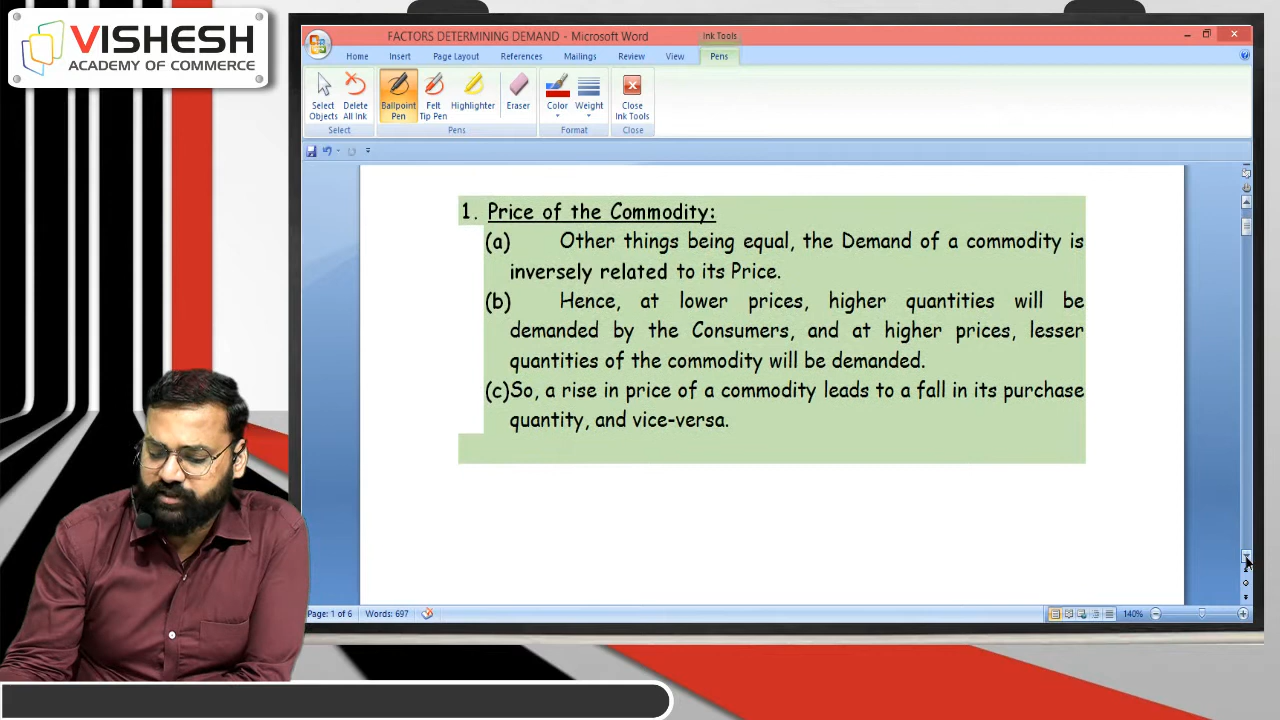 VISHESH
ACADEMY OF COMMERCE
FACTORS DETERMINING DEMAND - Microsoft Word
Ink Tools
Home Insert Page Layout References Mailings Review View Pens
Select Objects
Delete All Ink
Ballpoint Pen
Felt Tip Pen
Highlighter
Eraser
Color
Weight
Close Ink Tools
Select Pens Format Close
1. Price of the Commodity:
(a) Other things being equal, the Demand of a commodity is
inversely related to its Price.
(b) Hence, at lower prices, higher quantities will be
demanded by the Consumers, and at higher prices, lesser
quantities of the commodity will be demanded.
(c)So, a rise in price of a commodity leads to a fall in its purchase
quantity, and vice-versa.
Page: 1 of 6 Words: 697 140%